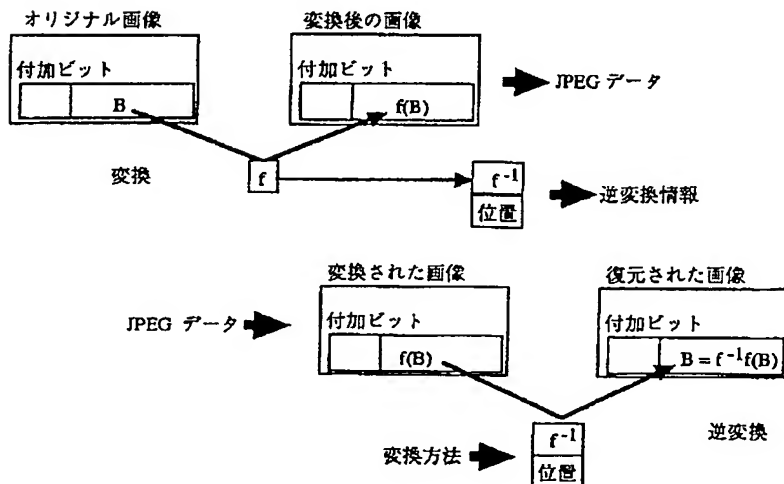 オリジナル画像
変換後の画像
付加ビット
付加ビット
B
f(B)
JPEG データ
変換
f
f⁻¹
位置
逆変換情報
変換された画像
復元された画像
JPEG データ
付加ビット
付加ビット
f(B)
B = f⁻¹f(B)
変換方法
f⁻¹
位置
逆変換